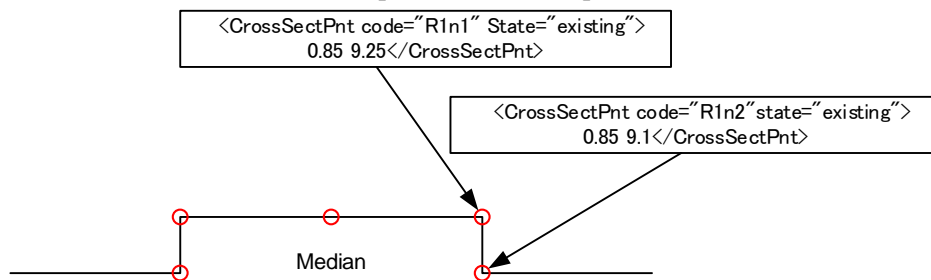 <CrossSectPnt code="R1n1" State="existing">
0.85 9.25</CrossSectPnt>
<CrossSectPnt code="R1n2"state="existing">
0.85 9.1</CrossSectPnt>
Median